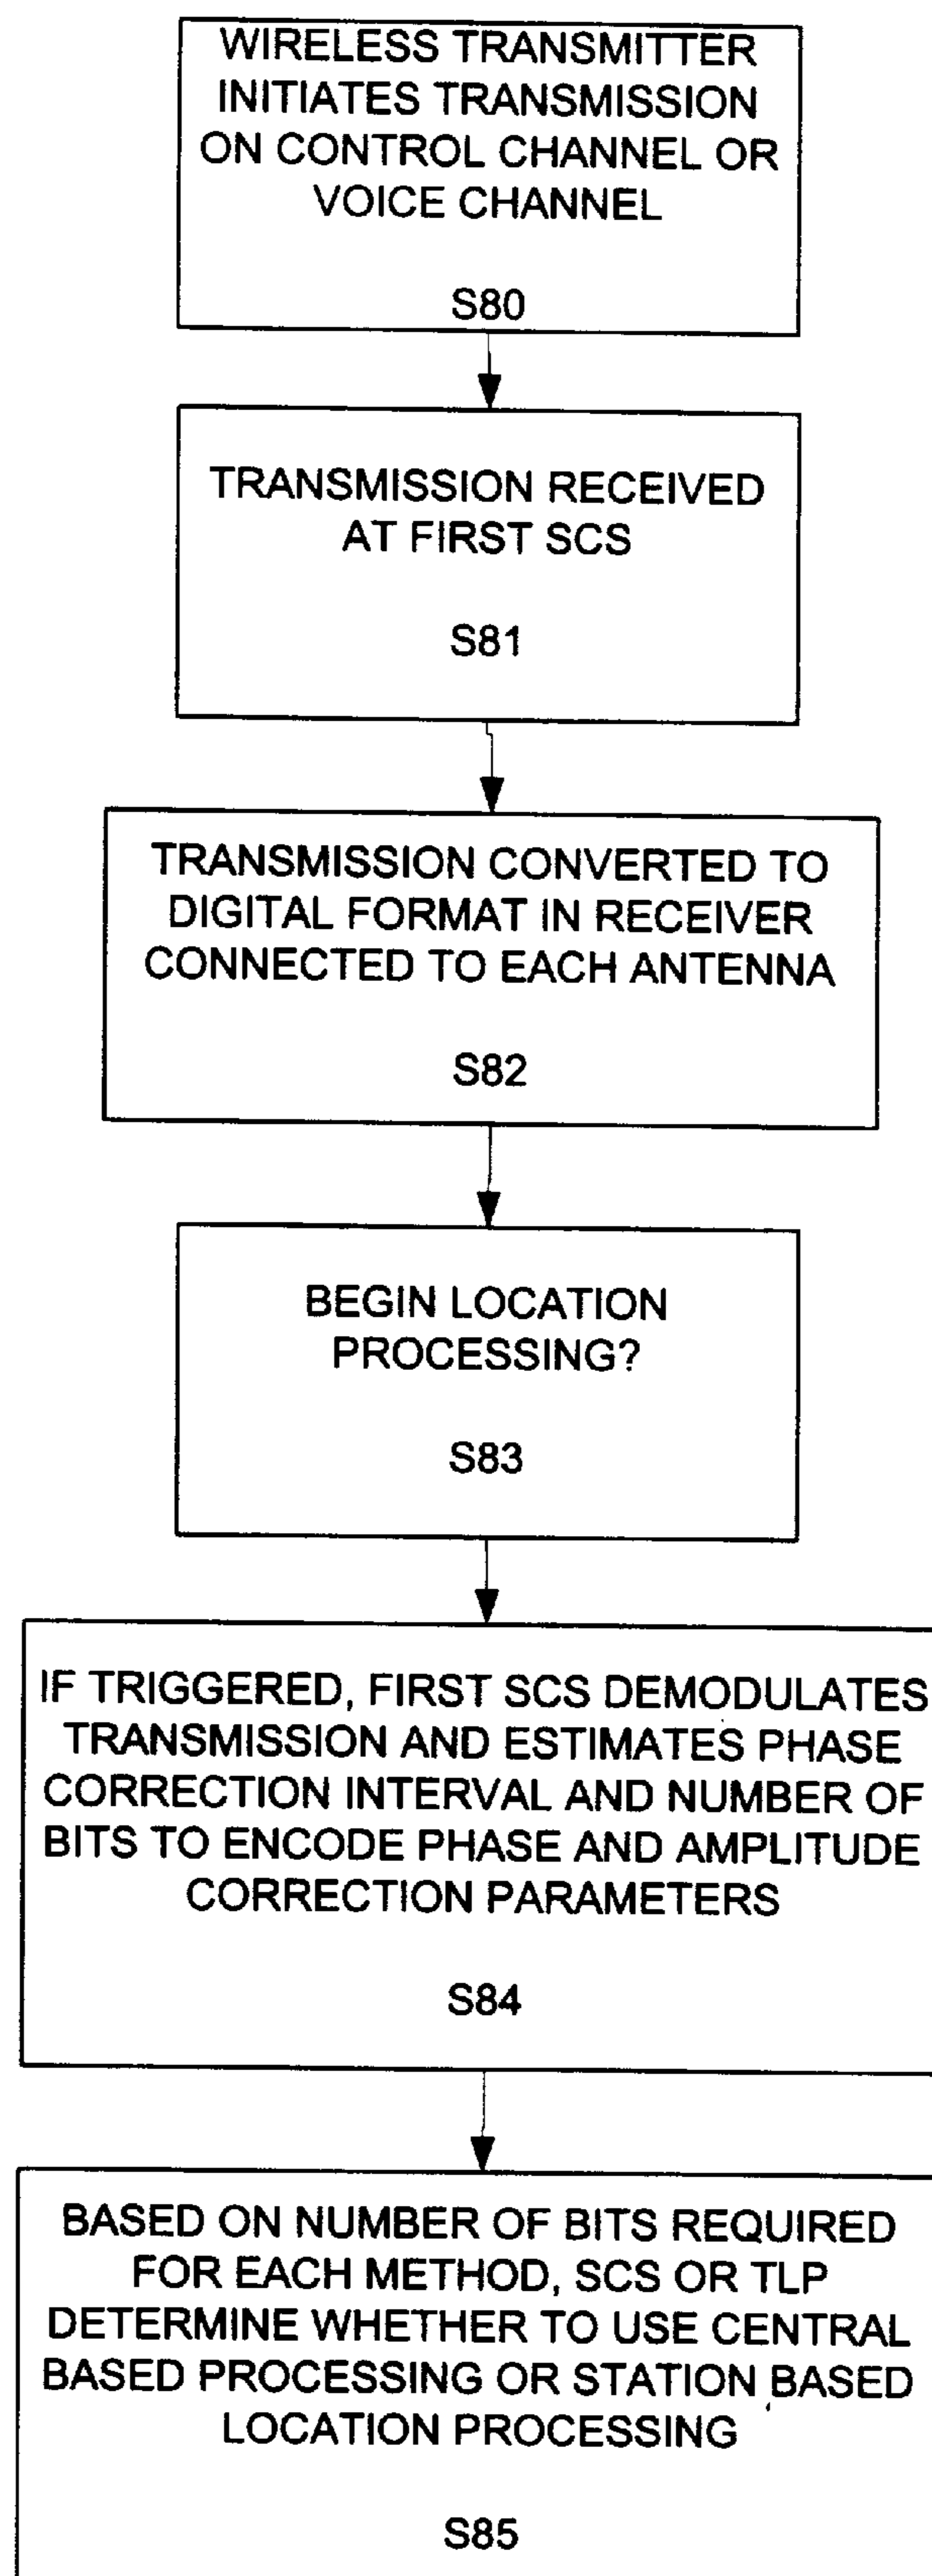 WIRELESS TRANSMITTER
INITIATES TRANSMISSION
ON CONTROL CHANNEL OR
VOICE CHANNEL
S80
TRANSMISSION RECEIVED
AT FIRST SCS
S81
TRANSMISSION CONVERTED TO
DIGITAL FORMAT IN RECEIVER
CONNECTED TO EACH ANTENNA
S82
BEGIN LOCATION
PROCESSING?
S83
IF TRIGGERED, FIRST SCS DEMODULATES
TRANSMISSION AND ESTIMATES PHASE
CORRECTION INTERVAL AND NUMBER OF
BITS TO ENCODE PHASE AND AMPLITUDE
CORRECTION PARAMETERS
S84
BASED ON NUMBER OF BITS REQUIRED
FOR EACH METHOD, SCS OR TLP
DETERMINE WHETHER TO USE CENTRAL
BASED PROCESSING OR STATION BASED
LOCATION PROCESSING
S85